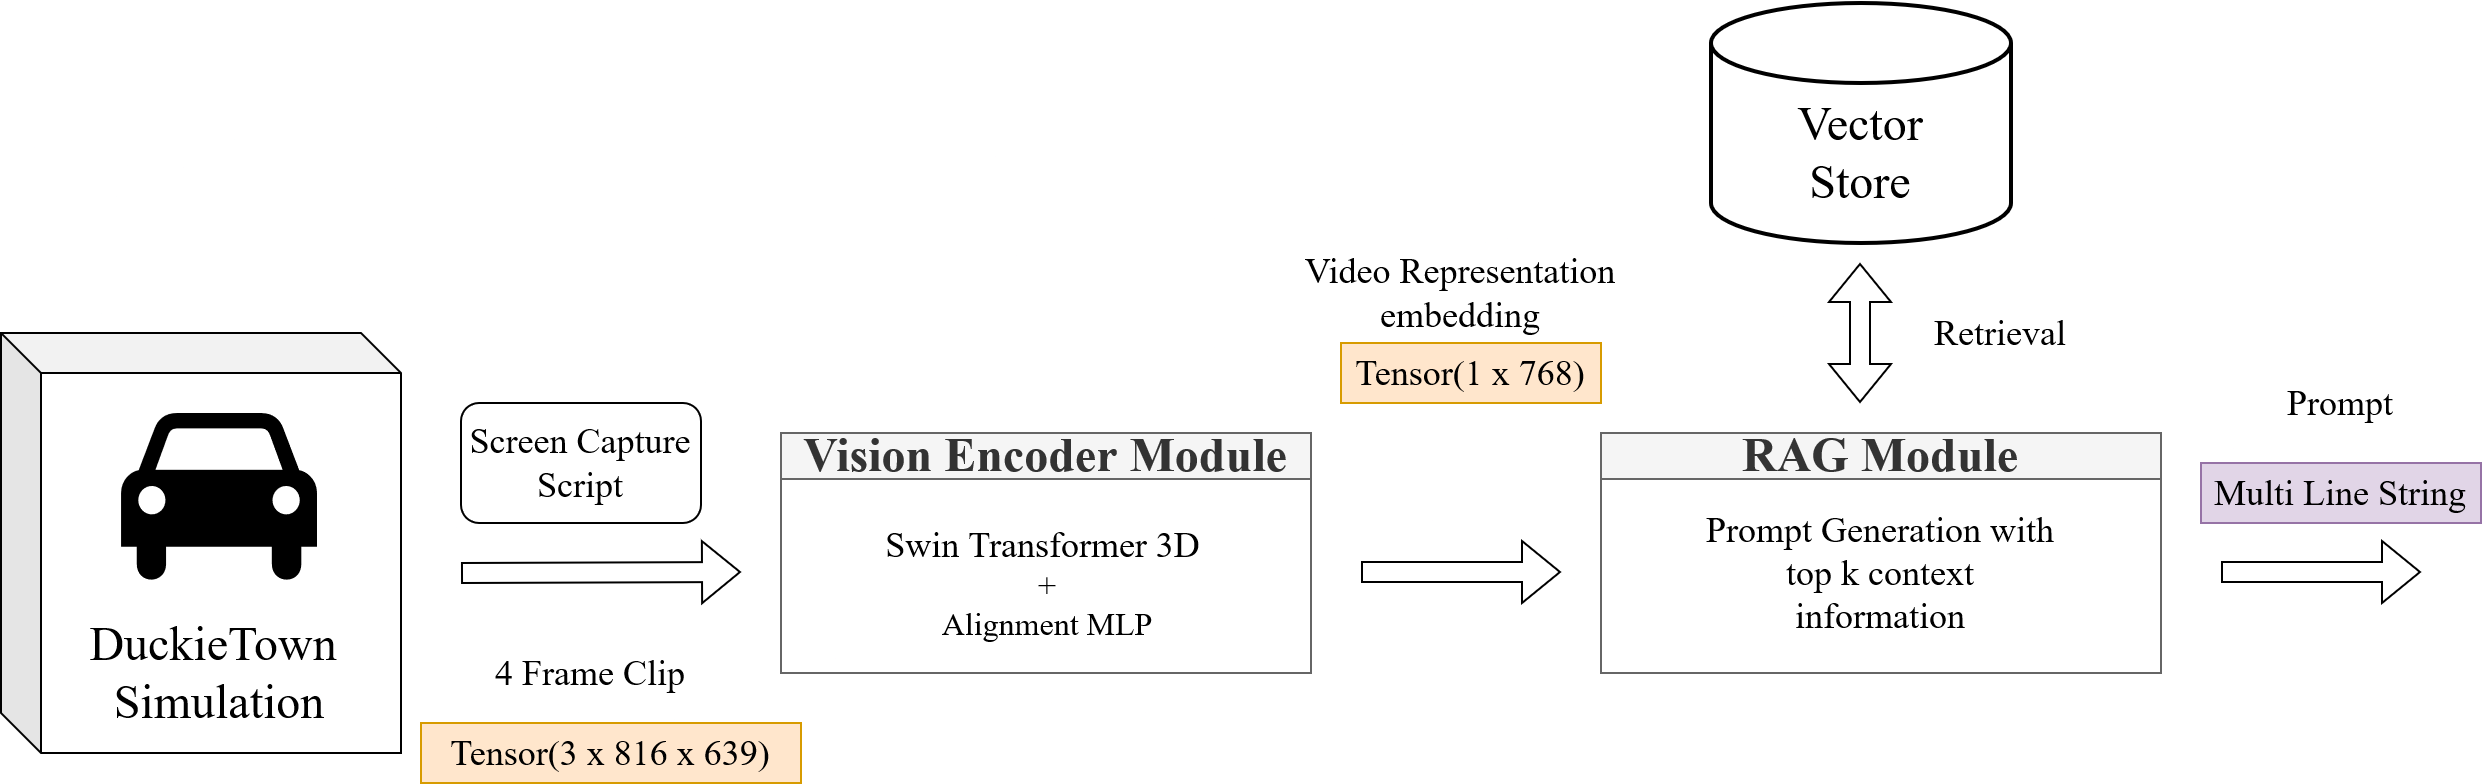 DuckieTown
Simulation
Screen Capture
Script
4 Frame Clip
Tensor(3 x 816 x 639)
Vision Encoder Module
Swin Transformer 3D
+
Alignment MLP
Video Representation
embedding
Tensor(1 x 768)
Vector
Store
Retrieval
RAG Module
Prompt Generation with
top k context
information
Prompt
Multi Line String